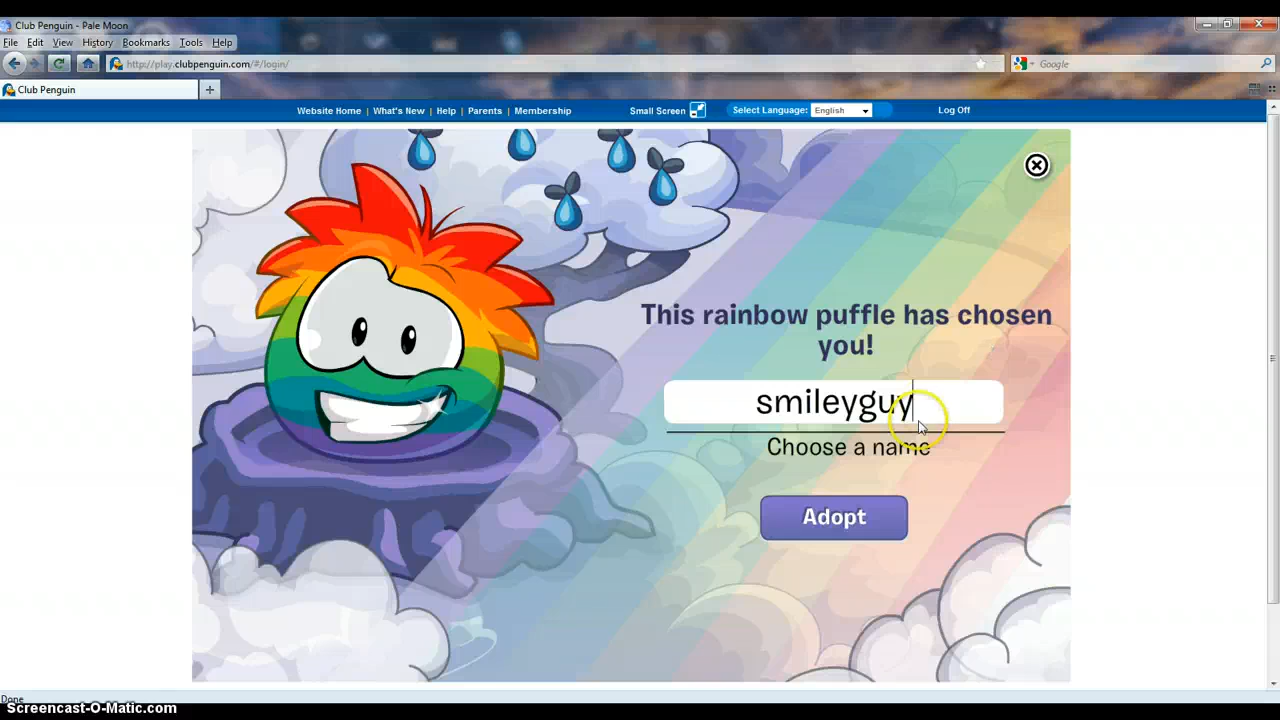 Club Penguin - Pale Moon
File Edit View History Bookmarks Tools Help
http://play.clubpenguin.com/#/login/
Google
Club Penguin
Website Home | What's New | Help | Parents | Membership
Small Screen
Select Language: English
Log Off
This rainbow puffle has chosen
you!
smileyguy
Choose a name
Adopt
Done
Screencast-O-Matic.com